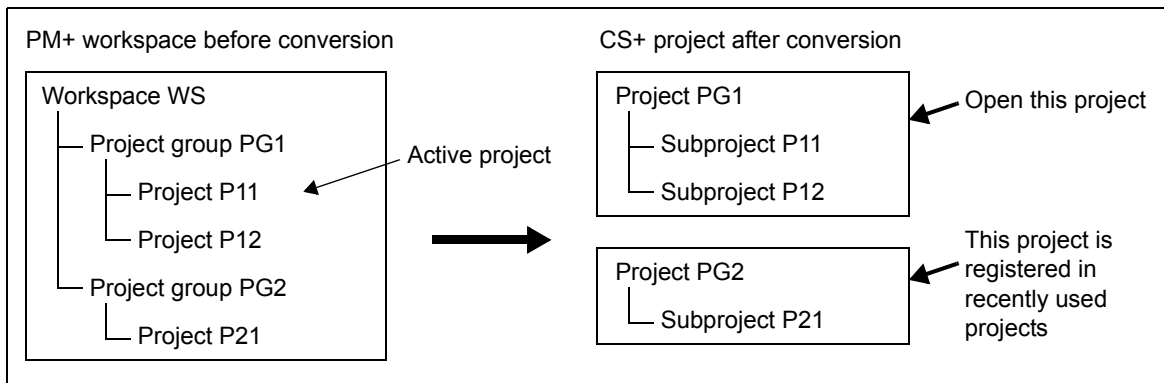 PM+ workspace before conversion
Workspace WS
Project group PG1
Project P11
Project P12
Project group PG2
Project P21
Active project
CS+ project after conversion
Project PG1
Subproject P11
Subproject P12
Open this project
Project PG2
Subproject P21
This project is
registered in
recently used
projects